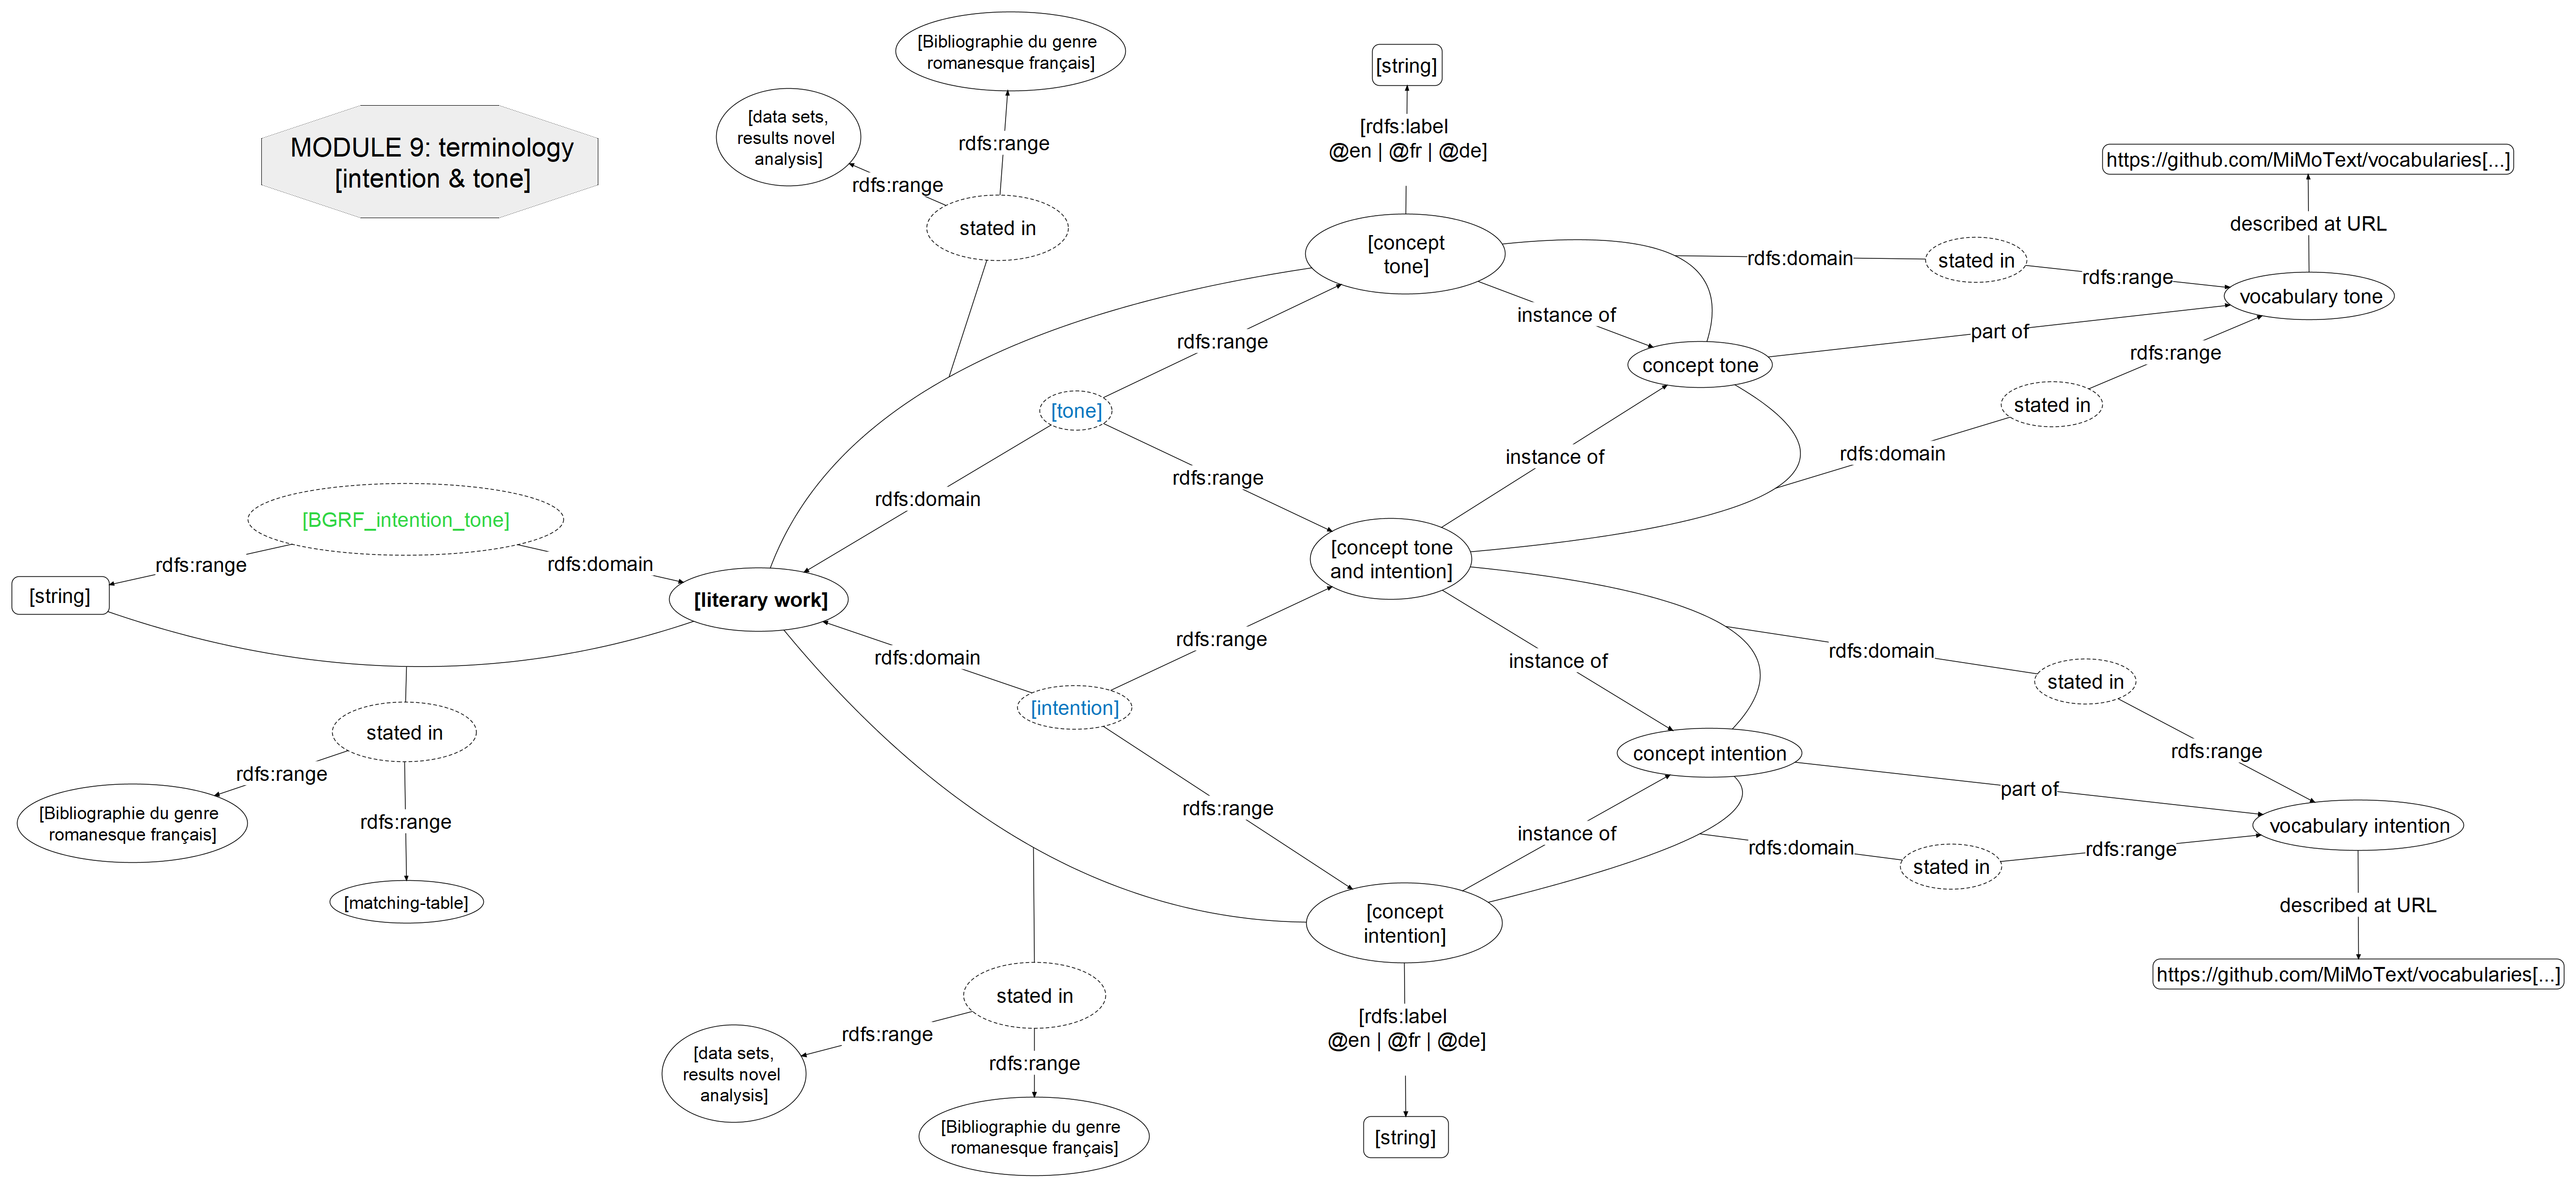 [Bibliographie du genre
romanesque français]
[string]
[data sets,
results novel
analysis]
rdfs:range
rdfs:range
[rdfs:label
@en | @fr | @de]
MODULE 9: terminology
[intention & tone]
stated in
https://github.com/MiMoText/vocabularies[...]
described at URL
[concept
tone]
rdfs:domain
stated in
rdfs:range
vocabulary tone
instance of
rdfs:range
part of
rdfs:range
concept tone
[tone]
stated in
rdfs:domain
instance of
rdfs:range
rdfs:domain
[BGRF_intention_tone]
rdfs:range
rdfs:domain
[string]
[literary work]
[concept tone
and intention]
rdfs:range
rdfs:domain
instance of
rdfs:domain
stated in
[intention]
stated in
rdfs:range
rdfs:range
rdfs:range
[Bibliographie du genre
romanesque français]
[matching-table]
concept intention
rdfs:range
part of
rdfs:range
instance of
vocabulary intention
rdfs:domain
stated in
rdfs:range
described at URL
[concept
intention]
https://github.com/MiMoText/vocabularies[...]
stated in
[rdfs:label
@en | @fr | @de]
rdfs:range
rdfs:range
[data sets,
results novel
analysis]
[Bibliographie du genre
romanesque français]
[string]